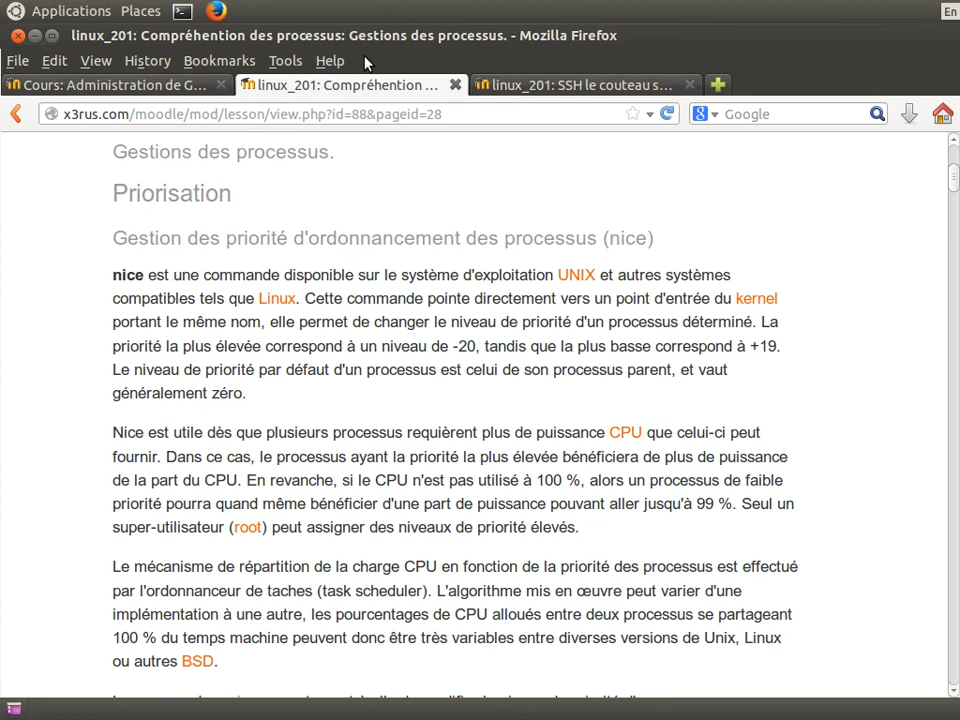 Applications Places En
linux_201: Compréhention des processus: Gestions des processus. - Mozilla Firefox
File Edit View History Bookmarks Tools Help
Cours: Administration de G... linux_201: Compréhention ... linux_201: SSH le couteau s...
x3rus.com/moodle/mod/lesson/view.php?id=88&pageid=28 Google
Gestions des processus.
Priorisation
Gestion des priorité d'ordonnancement des processus (nice)
nice est une commande disponible sur le système d'exploitation UNIX et autres systèmes
compatibles tels que Linux. Cette commande pointe directement vers un point d'entrée du kernel
portant le même nom, elle permet de changer le niveau de priorité d'un processus déterminé. La
priorité la plus élevée correspond à un niveau de -20, tandis que la plus basse correspond à +19.
Le niveau de priorité par défaut d'un processus est celui de son processus parent, et vaut
généralement zéro.
Nice est utile dès que plusieurs processus requièrent plus de puissance CPU que celui-ci peut
fournir. Dans ce cas, le processus ayant la priorité la plus élevée bénéficiera de plus de puissance
de la part du CPU. En revanche, si le CPU n'est pas utilisé à 100 %, alors un processus de faible
priorité pourra quand même bénéficier d'une part de puissance pouvant aller jusqu'à 99 %. Seul un
super-utilisateur (root) peut assigner des niveaux de priorité élevés.
Le mécanisme de répartition de la charge CPU en fonction de la priorité des processus est effectué
par l'ordonnanceur de taches (task scheduler). L'algorithme mis en œuvre peut varier d'une
implémentation à une autre, les pourcentages de CPU alloués entre deux processus se partageant
100 % du temps machine peuvent donc être très variables entre diverses versions de Unix, Linux
ou autres BSD.